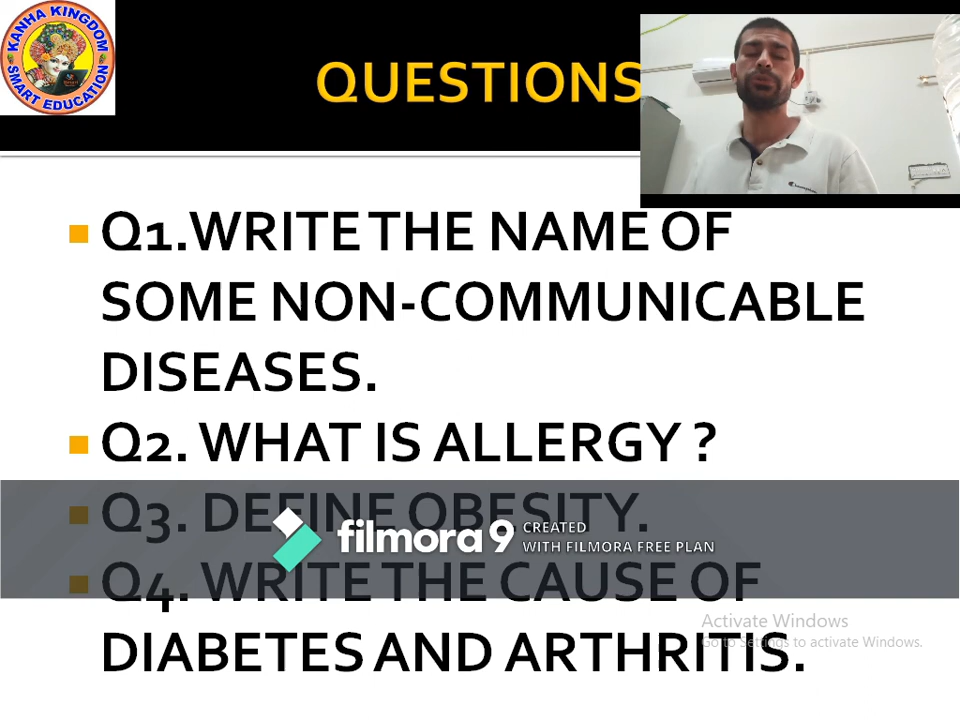 KANHA KINGDOM
SMART EDUCATION
QUESTIONS
Q1.WRITE THE NAME OF
SOME NON-COMMUNICABLE
DISEASES.
Q2. WHAT IS ALLERGY ?
Q3. DEFINE OBESITY.
filmora 9 CREATED
WITH FILMORA FREE PLAN
Q4. WRITE THE CAUSE OF
Activate Windows
Go to Settings to activate Windows.
DIABETES AND ARTHRITIS.